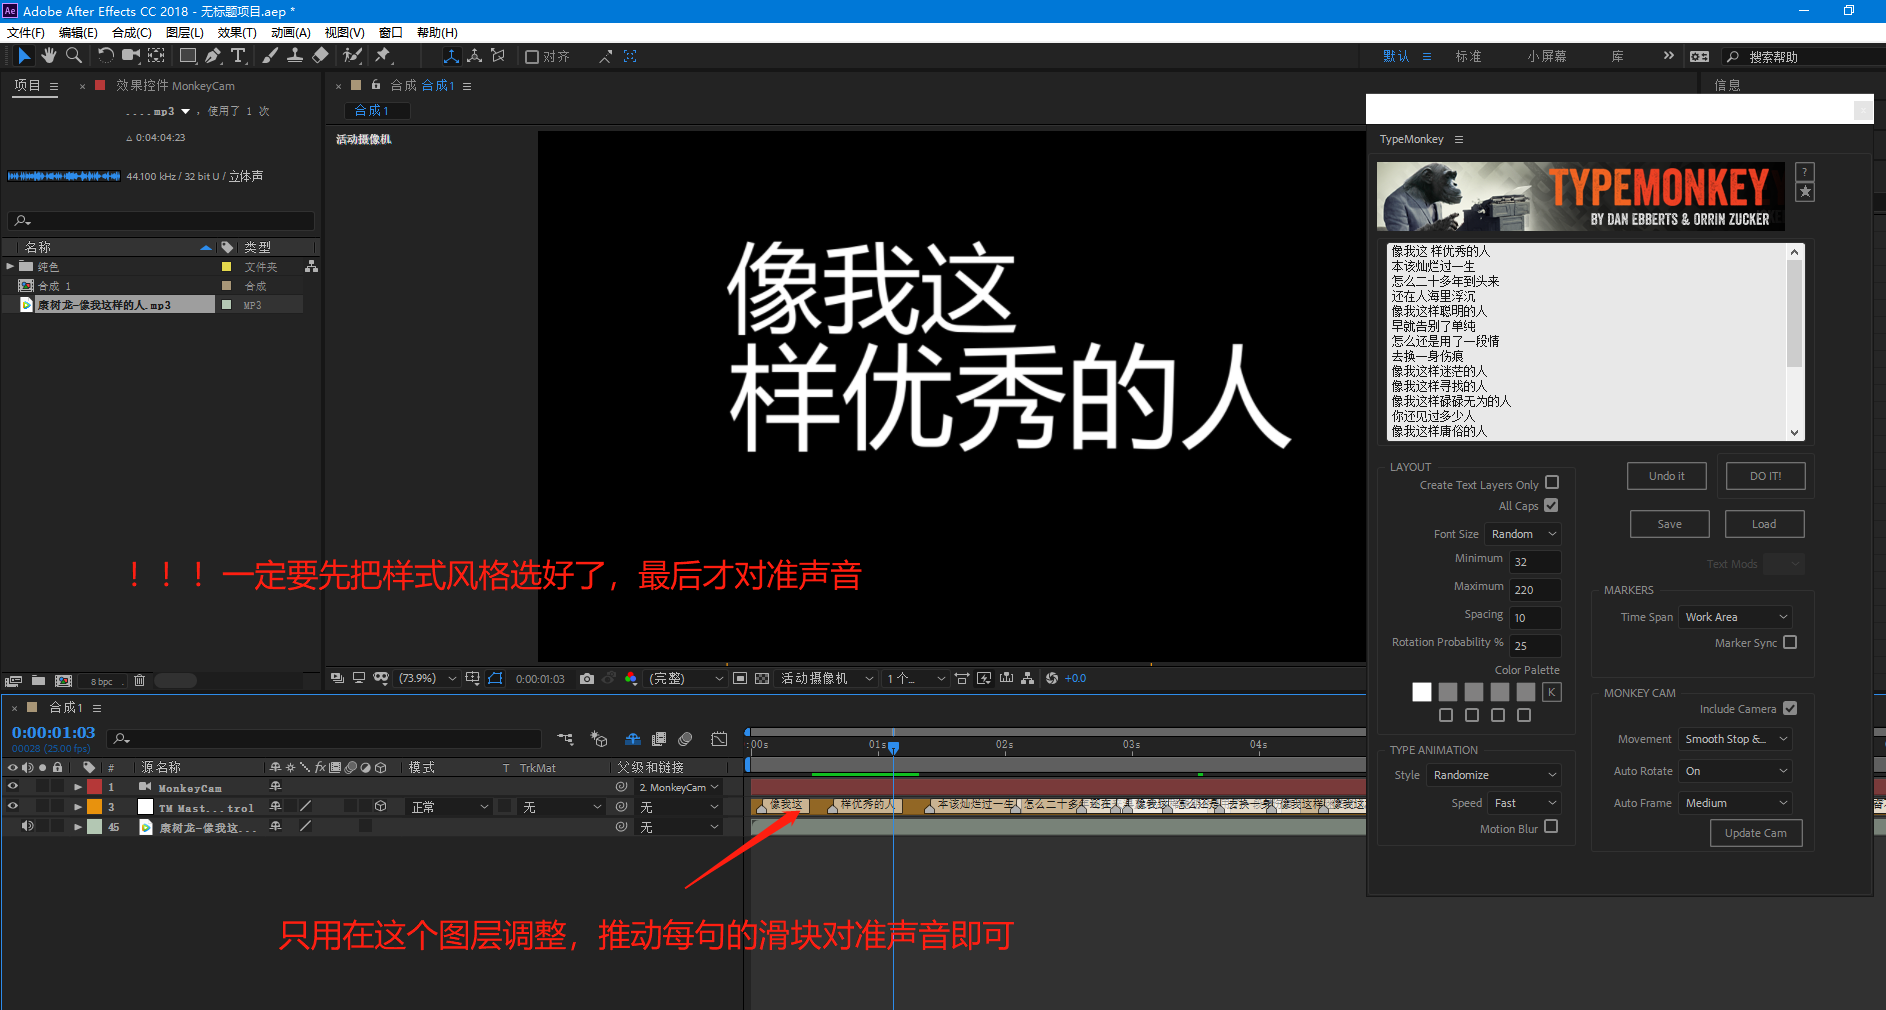 Ae Adobe After Effects CC 2018 - 无标题项目.aep *
文件(F) 编辑(E) 合成(C) 图层(L) 效果(T) 动画(A) 视图(V) 窗口 帮助(H)
对齐 默认 标准 小屏幕 库 搜索帮助
项目 效果控件 MonkeyCam
....mp3 ，使用了 1 次
△ 0:04:04:23
44.100 kHz / 32 bit U / 立体声
名称 类型
纯色 文件夹
合成 1 合成
康树龙-像我这样的人.mp3 MP3
8 bpc
合成 合成1
合成1
活动摄像机
像我这
样优秀的人
！！！一定要先把样式风格选好了，最后才对准声音
(73.9%) 0:00:01:03 (完整) 活动摄像机 1个... +0.0
信息
TypeMonkey
TYPEMONKEY
BY DAN EBBERTS & ORRIN ZUCKER
?
像我这 样优秀的人
本该灿烂过一生
怎么二十多年到头来
还在人海里浮沉
像我这样聪明的人
早就告别了单纯
怎么还是用了一段情
去换一身伤痕
像我这样迷茫的人
像我这样寻找的人
像我这样碌碌无为的人
你还见过多少人
像我这样庸俗的人
LAYOUT
Create Text Layers Only
All Caps
Font Size Random
Minimum 32
Maximum 220
Spacing 10
Rotation Probability % 25
Color Palette
K
TYPE ANIMATION
Style Randomize
Speed Fast
Motion Blur
Undo it DO IT!
Save Load
Text Mods
MARKERS
Time Span Work Area
Marker Sync
MONKEY CAM
Include Camera
Movement Smooth Stop &...
Auto Rotate On
Auto Frame Medium
Update Cam
合成1
0:00:01:03
00028 (25.00 fps)
:00s 01s 02s 03s 04s
# 源名称 fx 模式 T TrkMat 父级和链接
1 MonkeyCam 2. MonkeyCam
3 TM Mast...trol 正常 无 无
像我这 样优秀的人 本该灿烂过一生 怎么二十多 还在人 像我这 怎么还是 去换一身 像我这样 像我这
45 康树龙-像我这... 无
只用在这个图层调整，推动每句的滑块对准声音即可